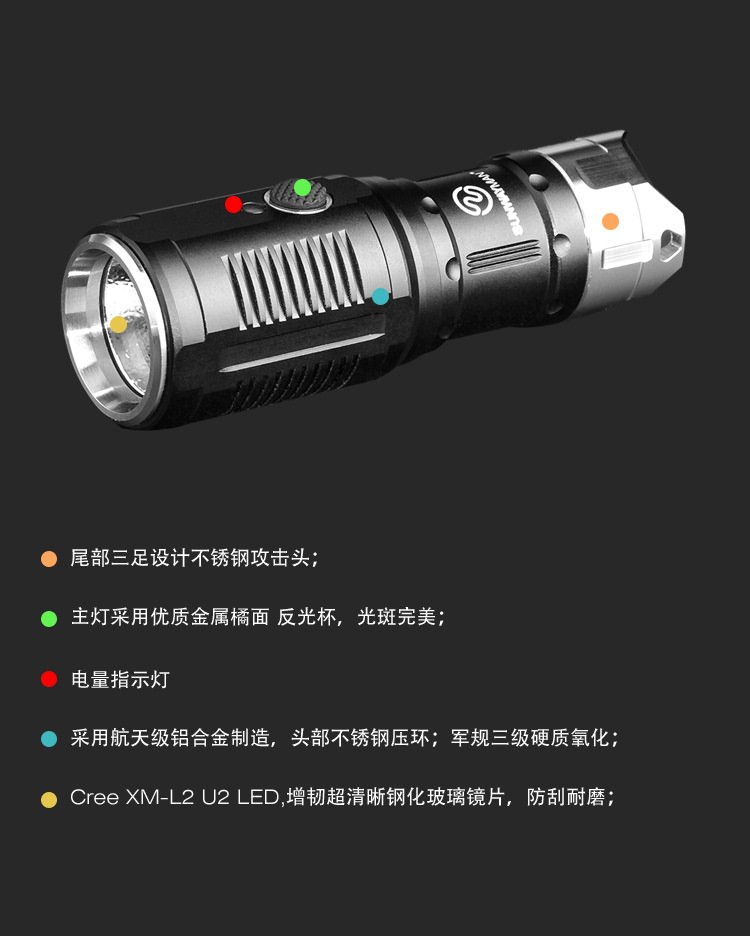 SUNWAYMAN
尾部三足设计不锈钢攻击头；
主灯采用优质金属橘面 反光杯，光斑完美；
电量指示灯
采用航天级铝合金制造，头部不锈钢压环；军规三级硬质氧化；
Cree XM-L2 U2 LED,增韧超清晰钢化玻璃镜片，防刮耐磨；